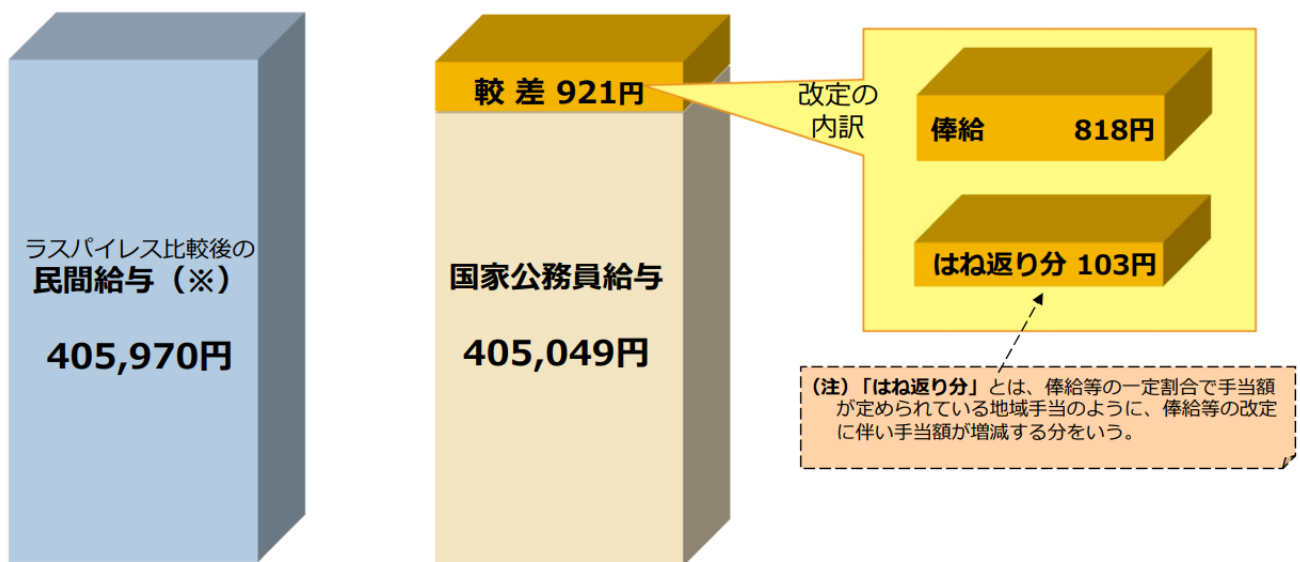 ラスパイレス比較後の
民間給与（※）
405,970円
較 差 921円
国家公務員給与
405,049円
改定の
内訳
俸給 818円
はね返り分 103円
（注）「はね返り分」とは、俸給等の一定割合で手当額
が定められている地域手当のように、俸給等の改定
に伴い手当額が増減する分をいう。